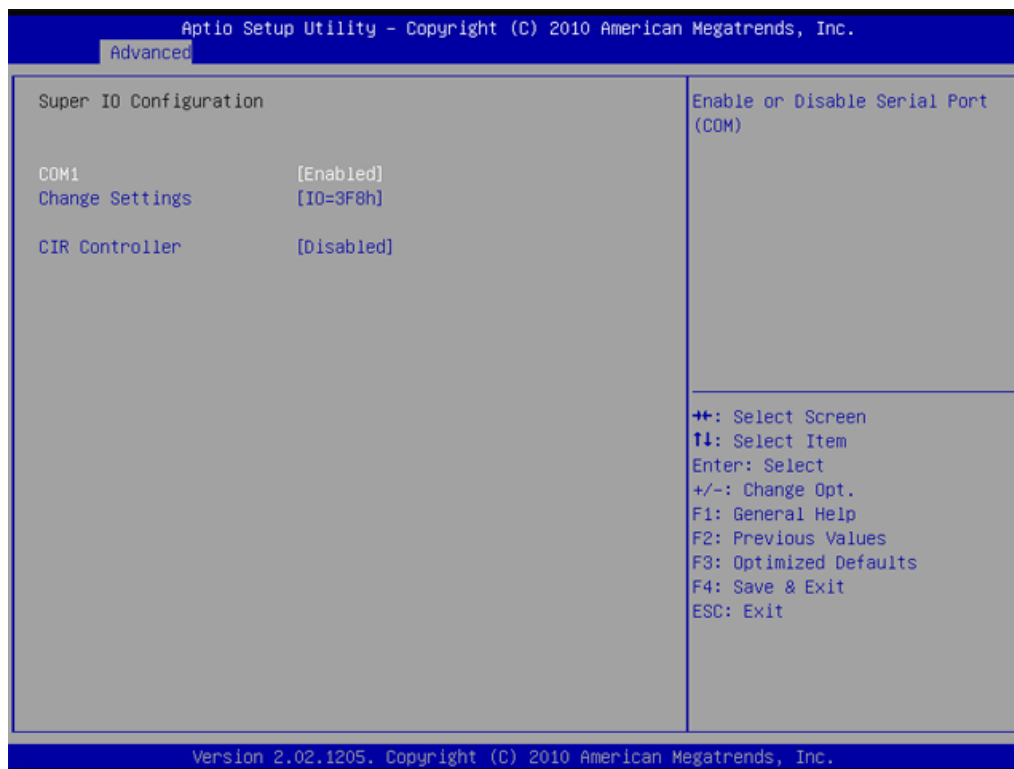 Aptio Setup Utility – Copyright (C) 2010 American Megatrends, Inc.
Advanced
Super IO Configuration
COM1 [Enabled]
Change Settings [IO=3F8h]
CIR Controller [Disabled]
Enable or Disable Serial Port
(COM)
→←: Select Screen
↑↓: Select Item
Enter: Select
+/-: Change Opt.
F1: General Help
F2: Previous Values
F3: Optimized Defaults
F4: Save & Exit
ESC: Exit
Version 2.02.1205. Copyright (C) 2010 American Megatrends, Inc.